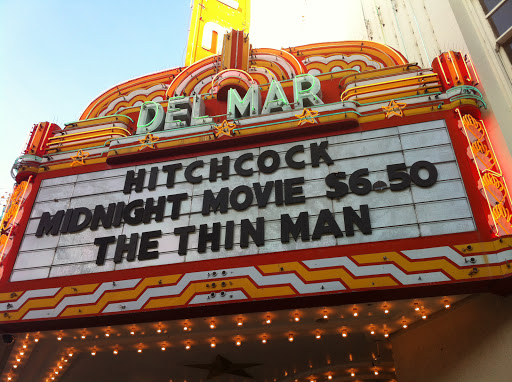 DEL MAR
HITCHCOCK
MIDNIGHT MOVIE $6.50
THE THIN MAN